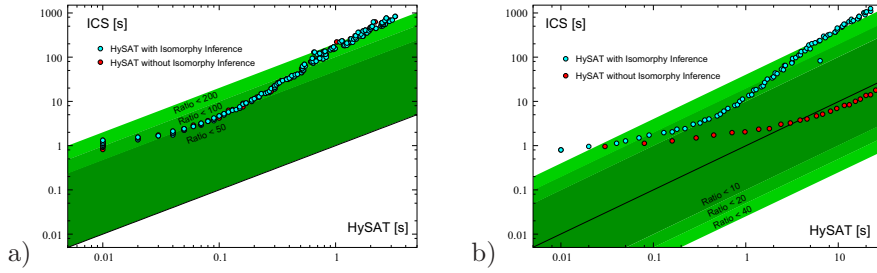 ICS [s]
1000
100
10
1
0.1
0.01
HySAT with Isomorphy Inference
HySAT without Isomorphy Inference
Ratio < 200
Ratio < 100
Ratio < 50
HySAT [s]
0.01
0.1
1
a)
ICS [s]
1000
100
10
1
0.1
0.01
HySAT with Isomorphy Inference
HySAT without Isomorphy Inference
Ratio < 10
Ratio < 20
Ratio < 40
HySAT [s]
0.01
0.1
1
10
b)